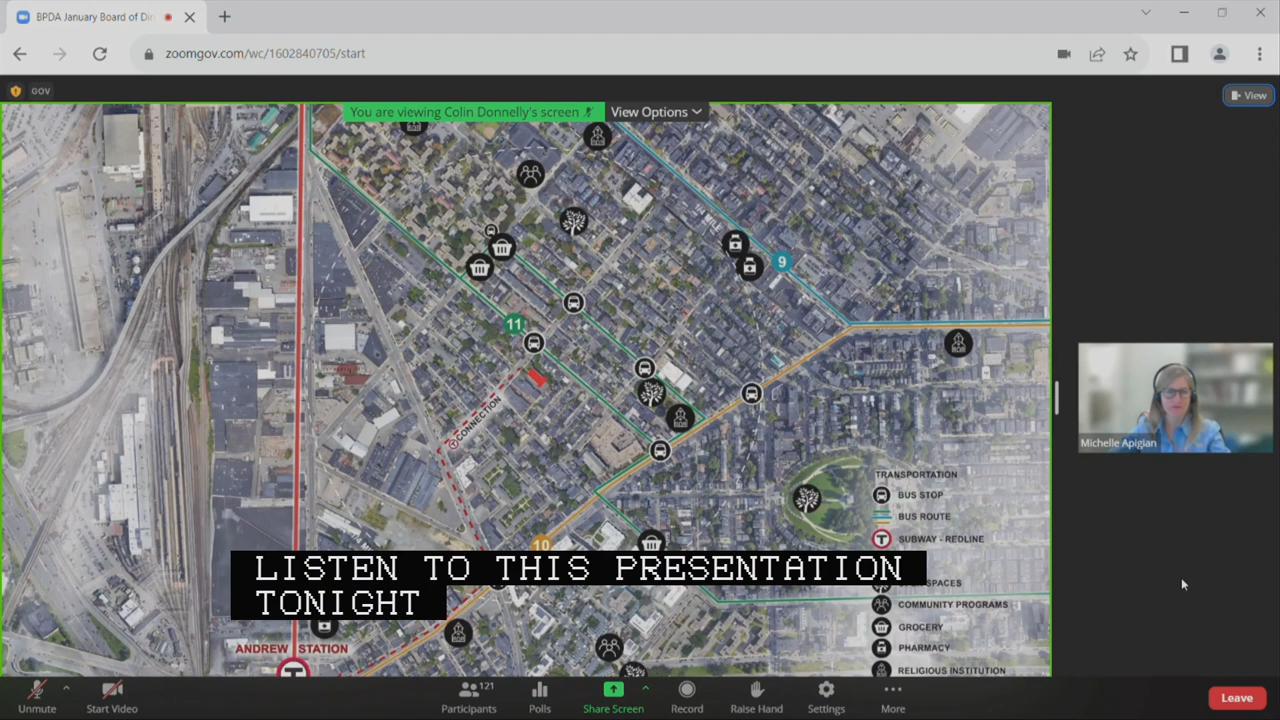 BPDA January Board of Dir
zoomgov.com/wc/1602840705/start
GOV
View
You are viewing Colin Donnelly's screen
View Options
9
11
CONNECTION
10
Michelle Apigian
TRANSPORTATION
BUS STOP
BUS ROUTE
T SUBWAY - REDLINE
SPACES
COMMUNITY PROGRAMS
GROCERY
PHARMACY
RELIGIOUS INSTITUTION
LISTEN TO THIS PRESENTATION
TONIGHT
ANDREW STATION
T
Unmute
Start Video
Participants
121
Polls
Share Screen
Record
Raise Hand
Settings
More
Leave